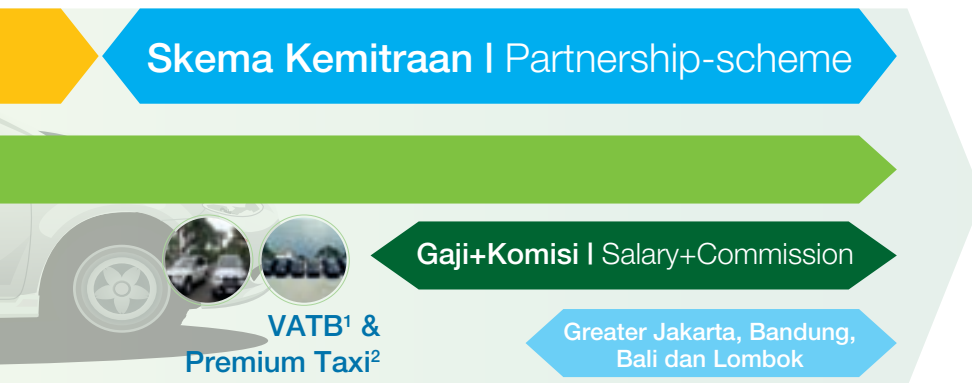 Skema Kemitraan | Partnership-scheme
Gaji+Komisi | Salary+Commission
VATB¹ &
Premium Taxi²
Greater Jakarta, Bandung,
Bali dan Lombok